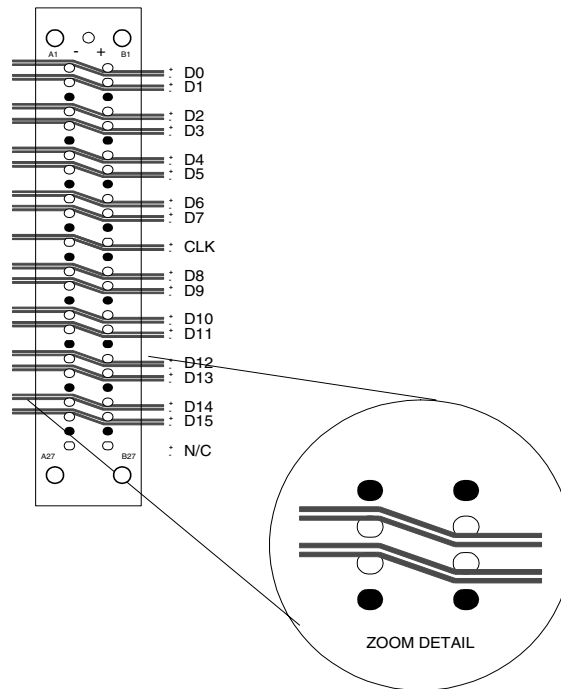 A1 - + B1
+
- D0
+
- D1
+
- D2
+
- D3
+
- D4
+
- D5
+
- D6
+
- D7
+
- CLK
+
- D8
+
- D9
+
- D10
+
- D11
+
- D12
+
- D13
+
- D14
+
- D15
A27 B27
+
- N/C
ZOOM DETAIL